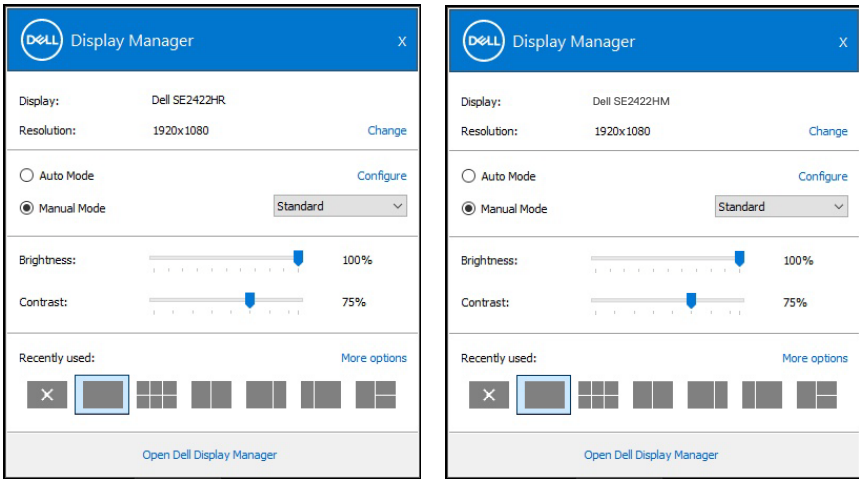 DELL Display Manager X
Display: Dell SE2422HR
Resolution: 1920x1080 Change
Auto Mode Configure
Manual Mode Standard
Brightness: 100%
Contrast: 75%
Recently used: More options
Open Dell Display Manager
DELL Display Manager X
Display: Dell SE2422HM
Resolution: 1920x1080 Change
Auto Mode Configure
Manual Mode Standard
Brightness: 100%
Contrast: 75%
Recently used: More options
Open Dell Display Manager